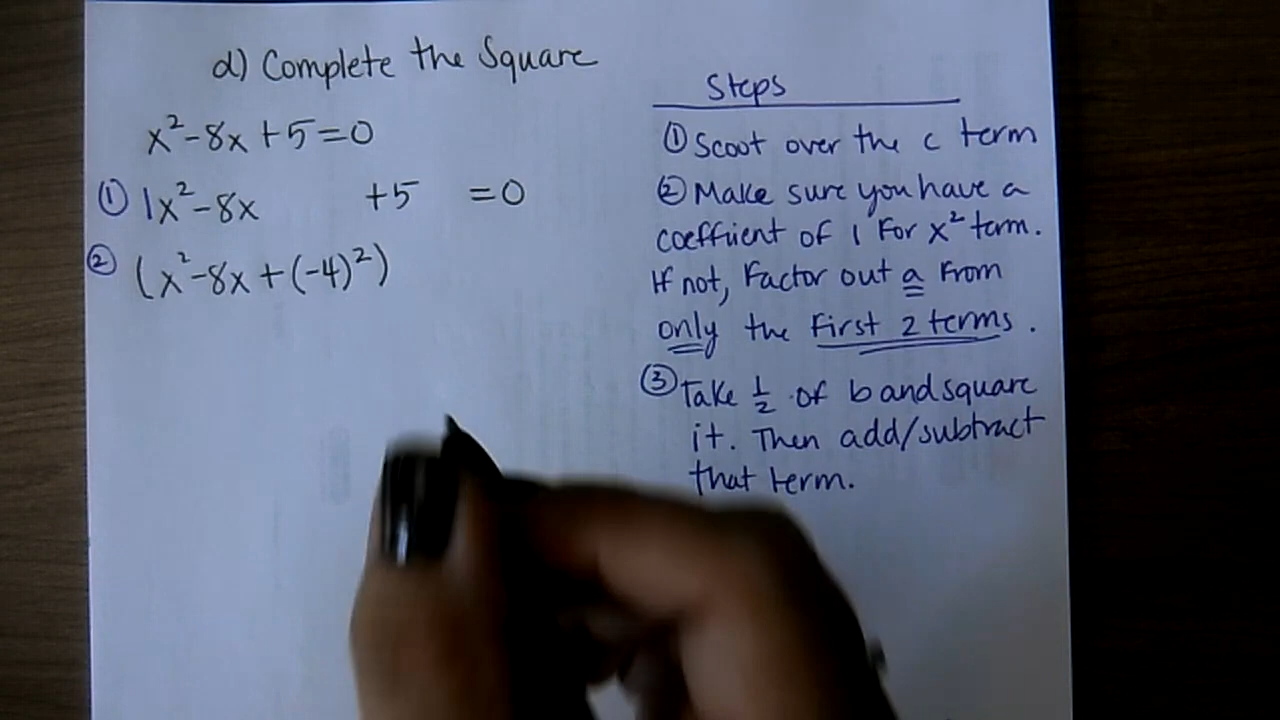 d) Complete the Square
x²-8x+5=0
① 1x²-8x +5 =0
② (x²-8x+(-4)²)
Steps
① Scoot over the c term
② Make sure you have a
coeffuent of 1 For x² term.
If not, Factor out a From
only the First 2 terms.
③ Take 1/2 of b and square
it. Then add/subtract
that term.